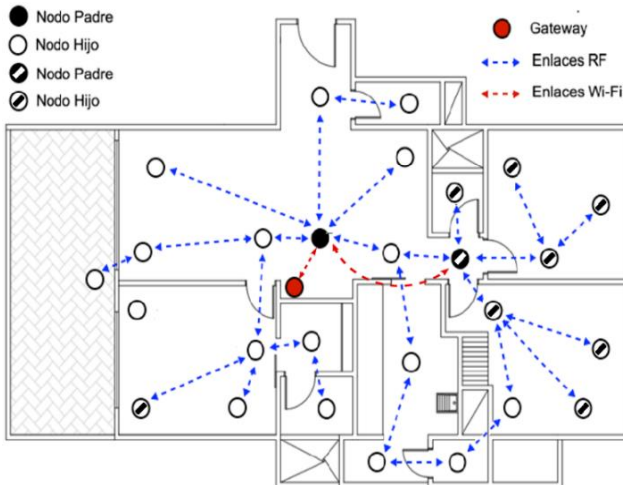 Nodo Padre
Nodo Hijo
Nodo Padre
Nodo Hijo
Gateway
Enlaces RF
Enlaces Wi-Fi